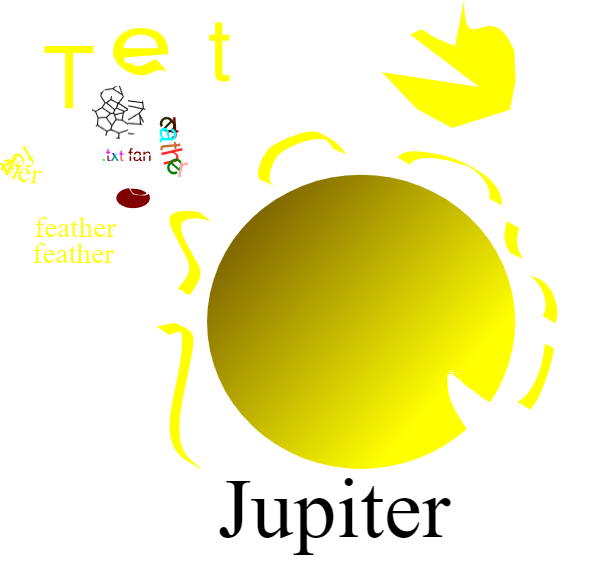 Tet
.txt fan
feather
feather
Jupiter